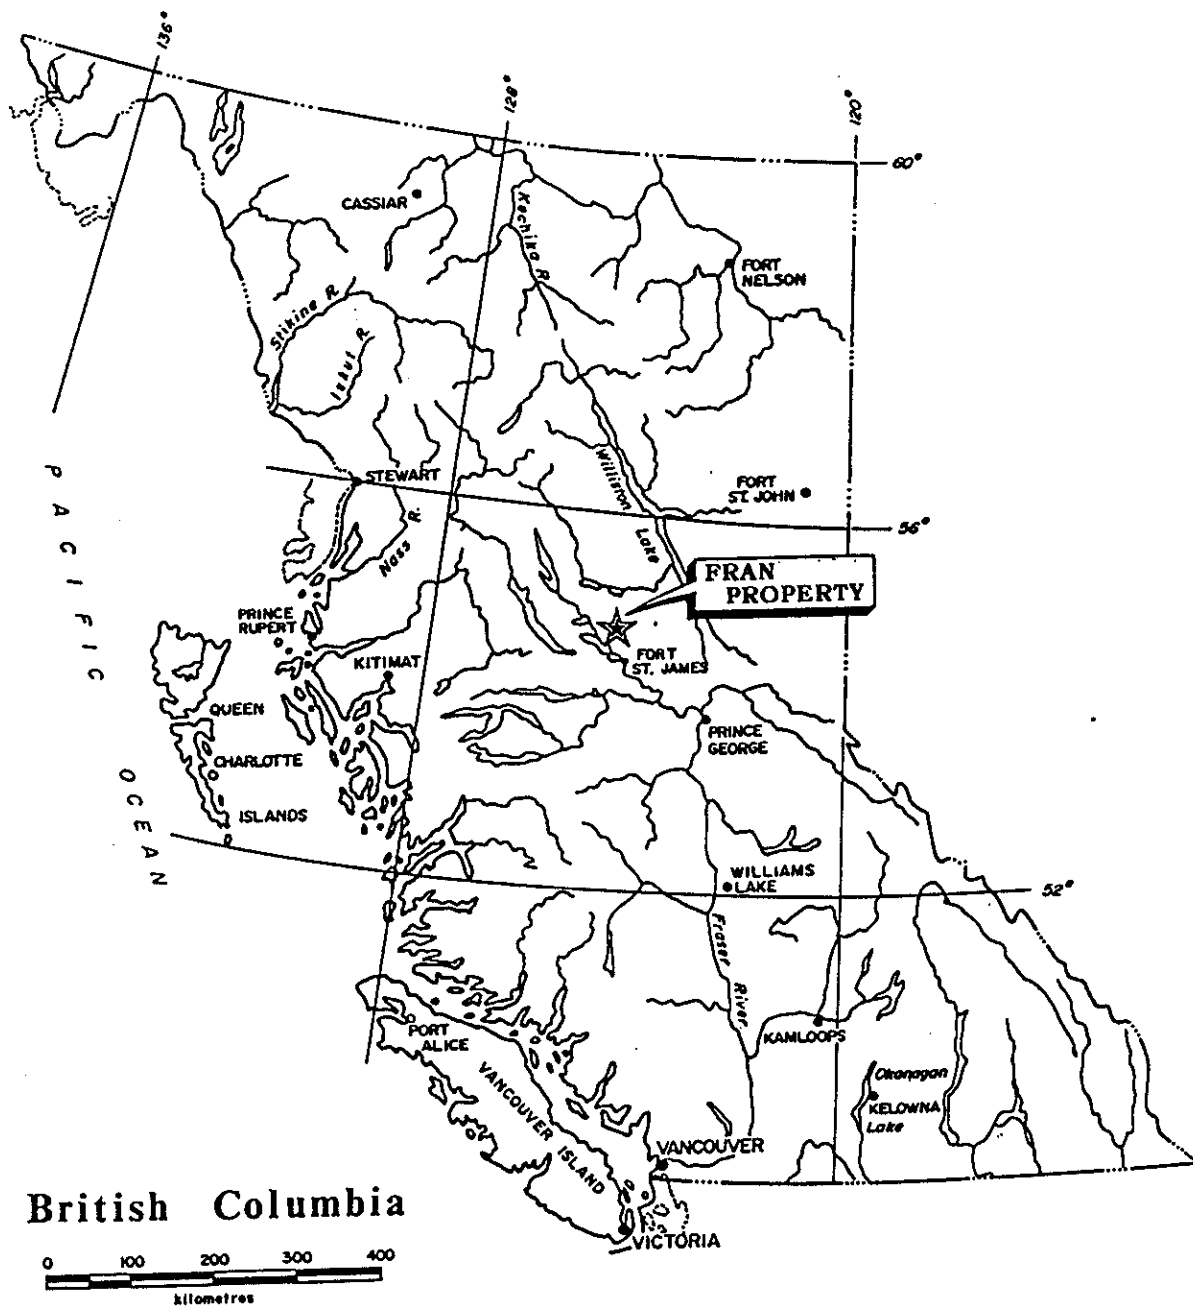 136°
128°
120°
60°
CASSIAR
Kechika R.
FORT
NELSON
Stikine R.
Iskut R.
PACIFIC
OCEAN
STEWART
Williston
Lake
FORT
ST. JOHN
56°
Nass R.
FRAN
PROPERTY
PRINCE
RUPERT
KITIMAT
FORT
ST. JAMES
QUEEN
CHARLOTTE
ISLANDS
PRINCE
GEORGE
WILLIAMS
LAKE
52°
Fraser
River
PORT
ALICE
KAMLOOPS
VANCOUVER ISLAND
Okanagan
KELOWNA
Lake
VANCOUVER
VICTORIA
British Columbia
0 100 200 300 400
kilometres